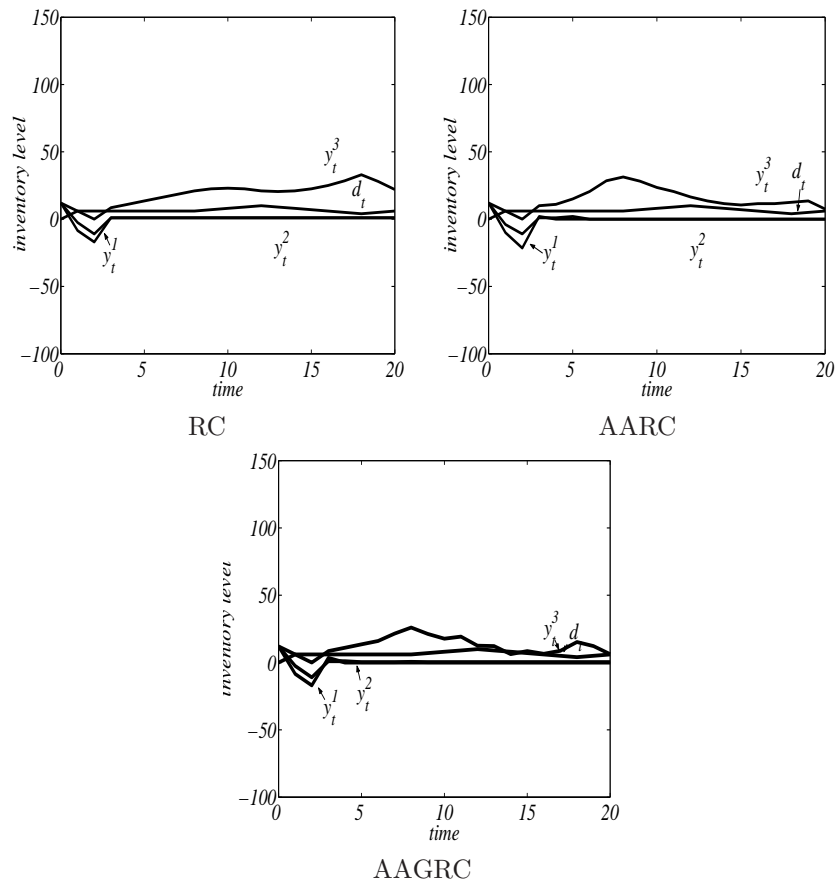 150
100
50
0
−50
−100
inventory level
y_t^3
d_t
y_t^1
y_t^2
0 5 10 15 20
time
RC
150
100
50
0
−50
−100
inventory level
y_t^3
d_t
y_t^1
y_t^2
0 5 10 15 20
time
AARC
150
100
50
0
−50
−100
inventory level
y_t^3
d_t
y_t^1
y_t^2
0 5 10 15 20
time
AAGRC